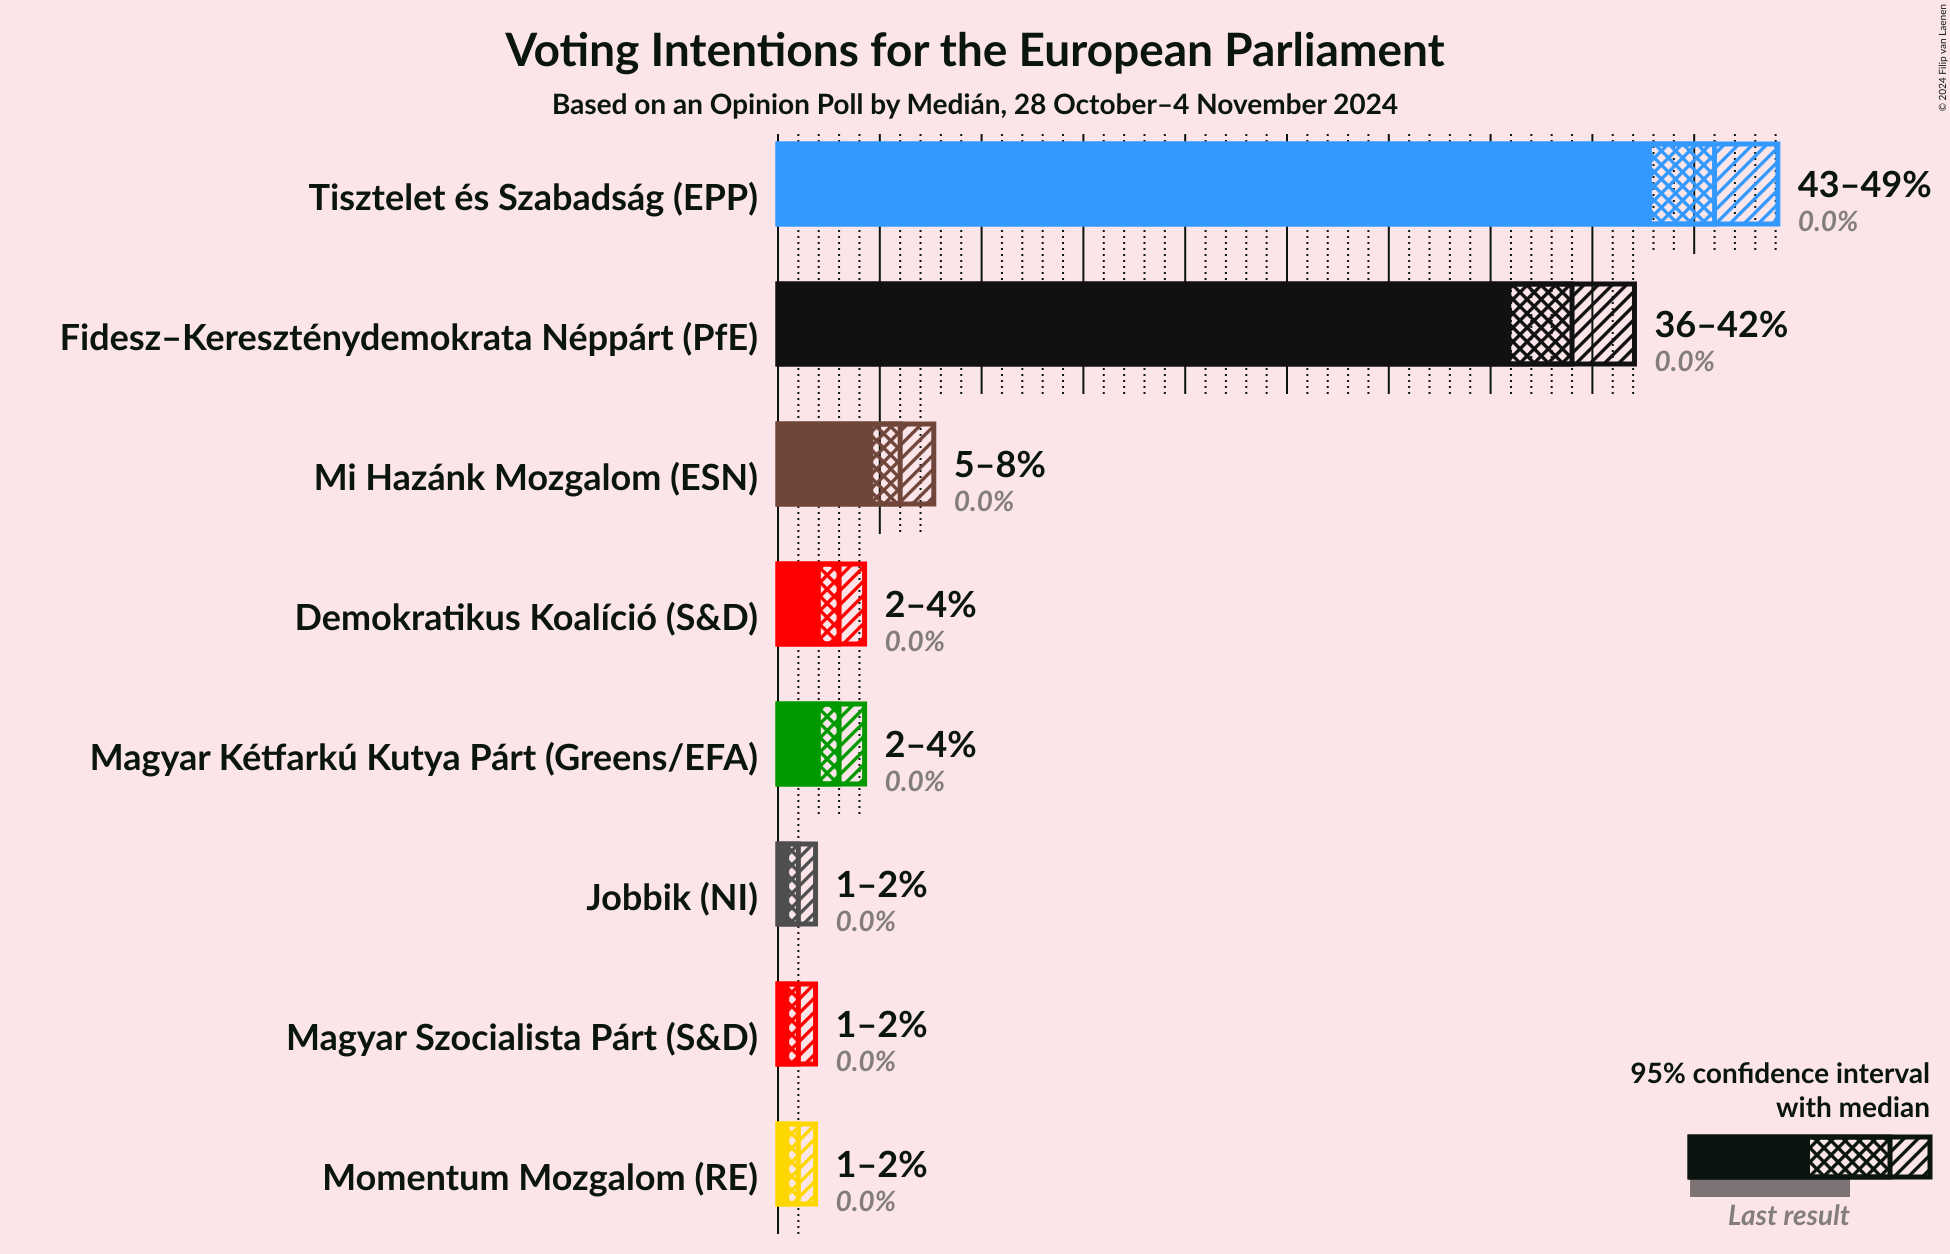 Voting Intentions for the European Parliament
Based on an Opinion Poll by Medián, 28 October–4 November 2024
© 2024 Filip van Laenen
Tisztelet és Szabadság (EPP)
43–49%
0.0%
Fidesz–Kereszténydemokrata Néppárt (PfE)
36–42%
0.0%
Mi Hazánk Mozgalom (ESN)
5–8%
0.0%
Demokratikus Koalíció (S&D)
2–4%
0.0%
Magyar Kétfarkú Kutya Párt (Greens/EFA)
2–4%
0.0%
Jobbik (NI)
1–2%
0.0%
Magyar Szocialista Párt (S&D)
1–2%
0.0%
Momentum Mozgalom (RE)
1–2%
0.0%
95% confidence interval
with median
Last result